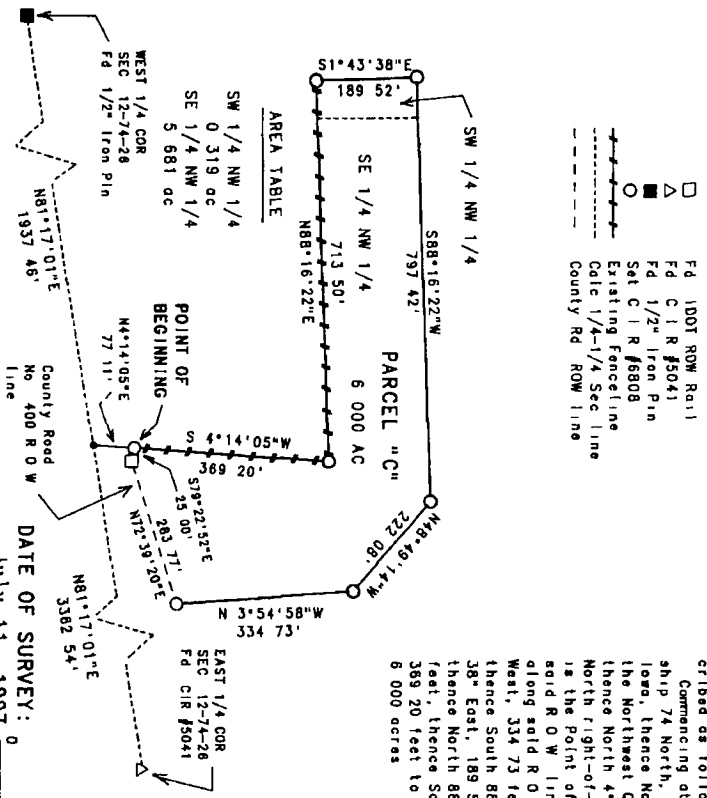 Fd IDOT ROW Rail
Fd C I R #5041
Fd 1/2" Iron Pin
Set C I R #6808
Existing Fenceline
Calc 1/4-1/4 Sec line
County Rd ROW line
cribed as follo
Commencing at
ship 74 North,
Iowa, thence No
the Northwest Q
thence North 4°
North right-of-
is the Point of
said R O W lin
along said R O
West, 334 73 fe
thence South 88
38" East, 189 5
thence North 88
feet, thence So
369 20 feet to
6 000 acres
SW 1/4 NW 1/4
S88°16'22"W
797 42'
S1°43'38"E
189 52'
SE 1/4 NW 1/4
PARCEL "C"
6 000 AC
713 50'
N88°16'22"E
N48°49'14"W
222 08'
AREA TABLE
SW 1/4 NW 1/4
0 319 ac
SE 1/4 NW 1/4
5 681 ac
S 4°14'05"W
369 20'
N 3°54'58"W
334 73'
POINT OF
BEGINNING
S79°22'52"E
25 00'
283 77'
N72°39'20"E
N4°14'05"E
77 11'
WEST 1/4 COR
SEC 12-74-26
Fd 1/2" Iron Pin
N81°17'01"E
1937 46'
County Road
No 400 R O W
line
N81°17'01"E
3382 54'
EAST 1/4 COR
SEC 12-74-26
Fd CIR #5041
DATE OF SURVEY:
July 11, 1997